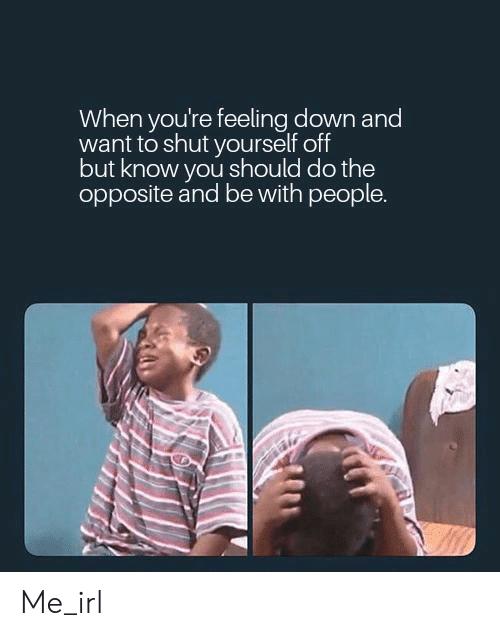 When you're feeling down and
want to shut yourself off
but know you should do the
opposite and be with people.
Me_irl